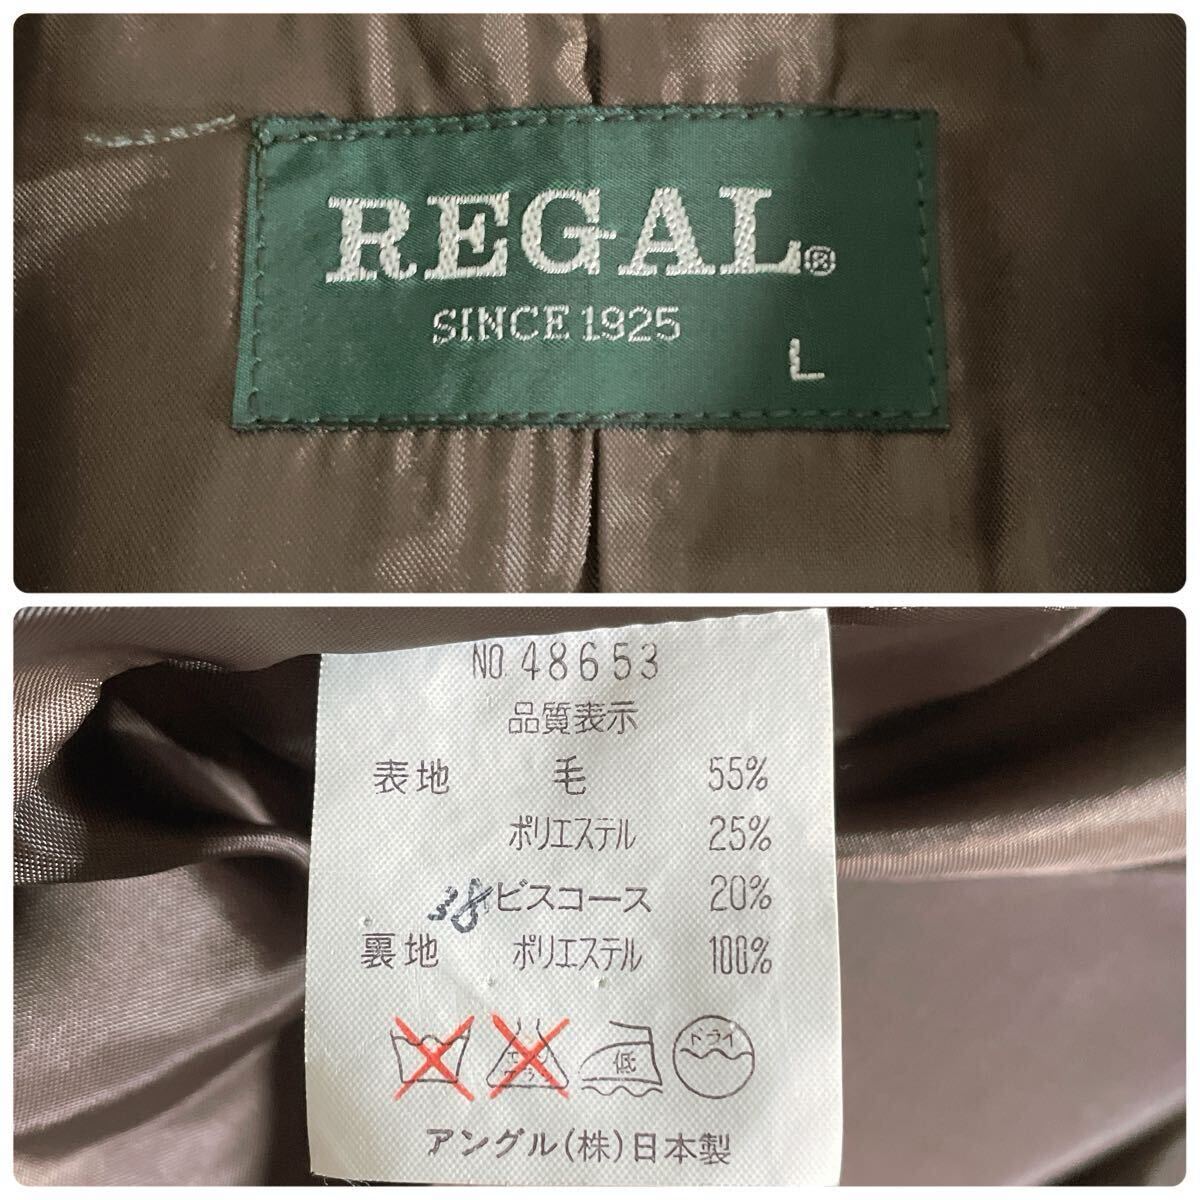 REGAL®
SINCE 1925
L
NO. 48653
品質表示
表地 毛 55%
ポリエステル 25%
38 ビスコース 20%
裏地 ポリエステル 100%
低 ドライ
アングル(株)日本製